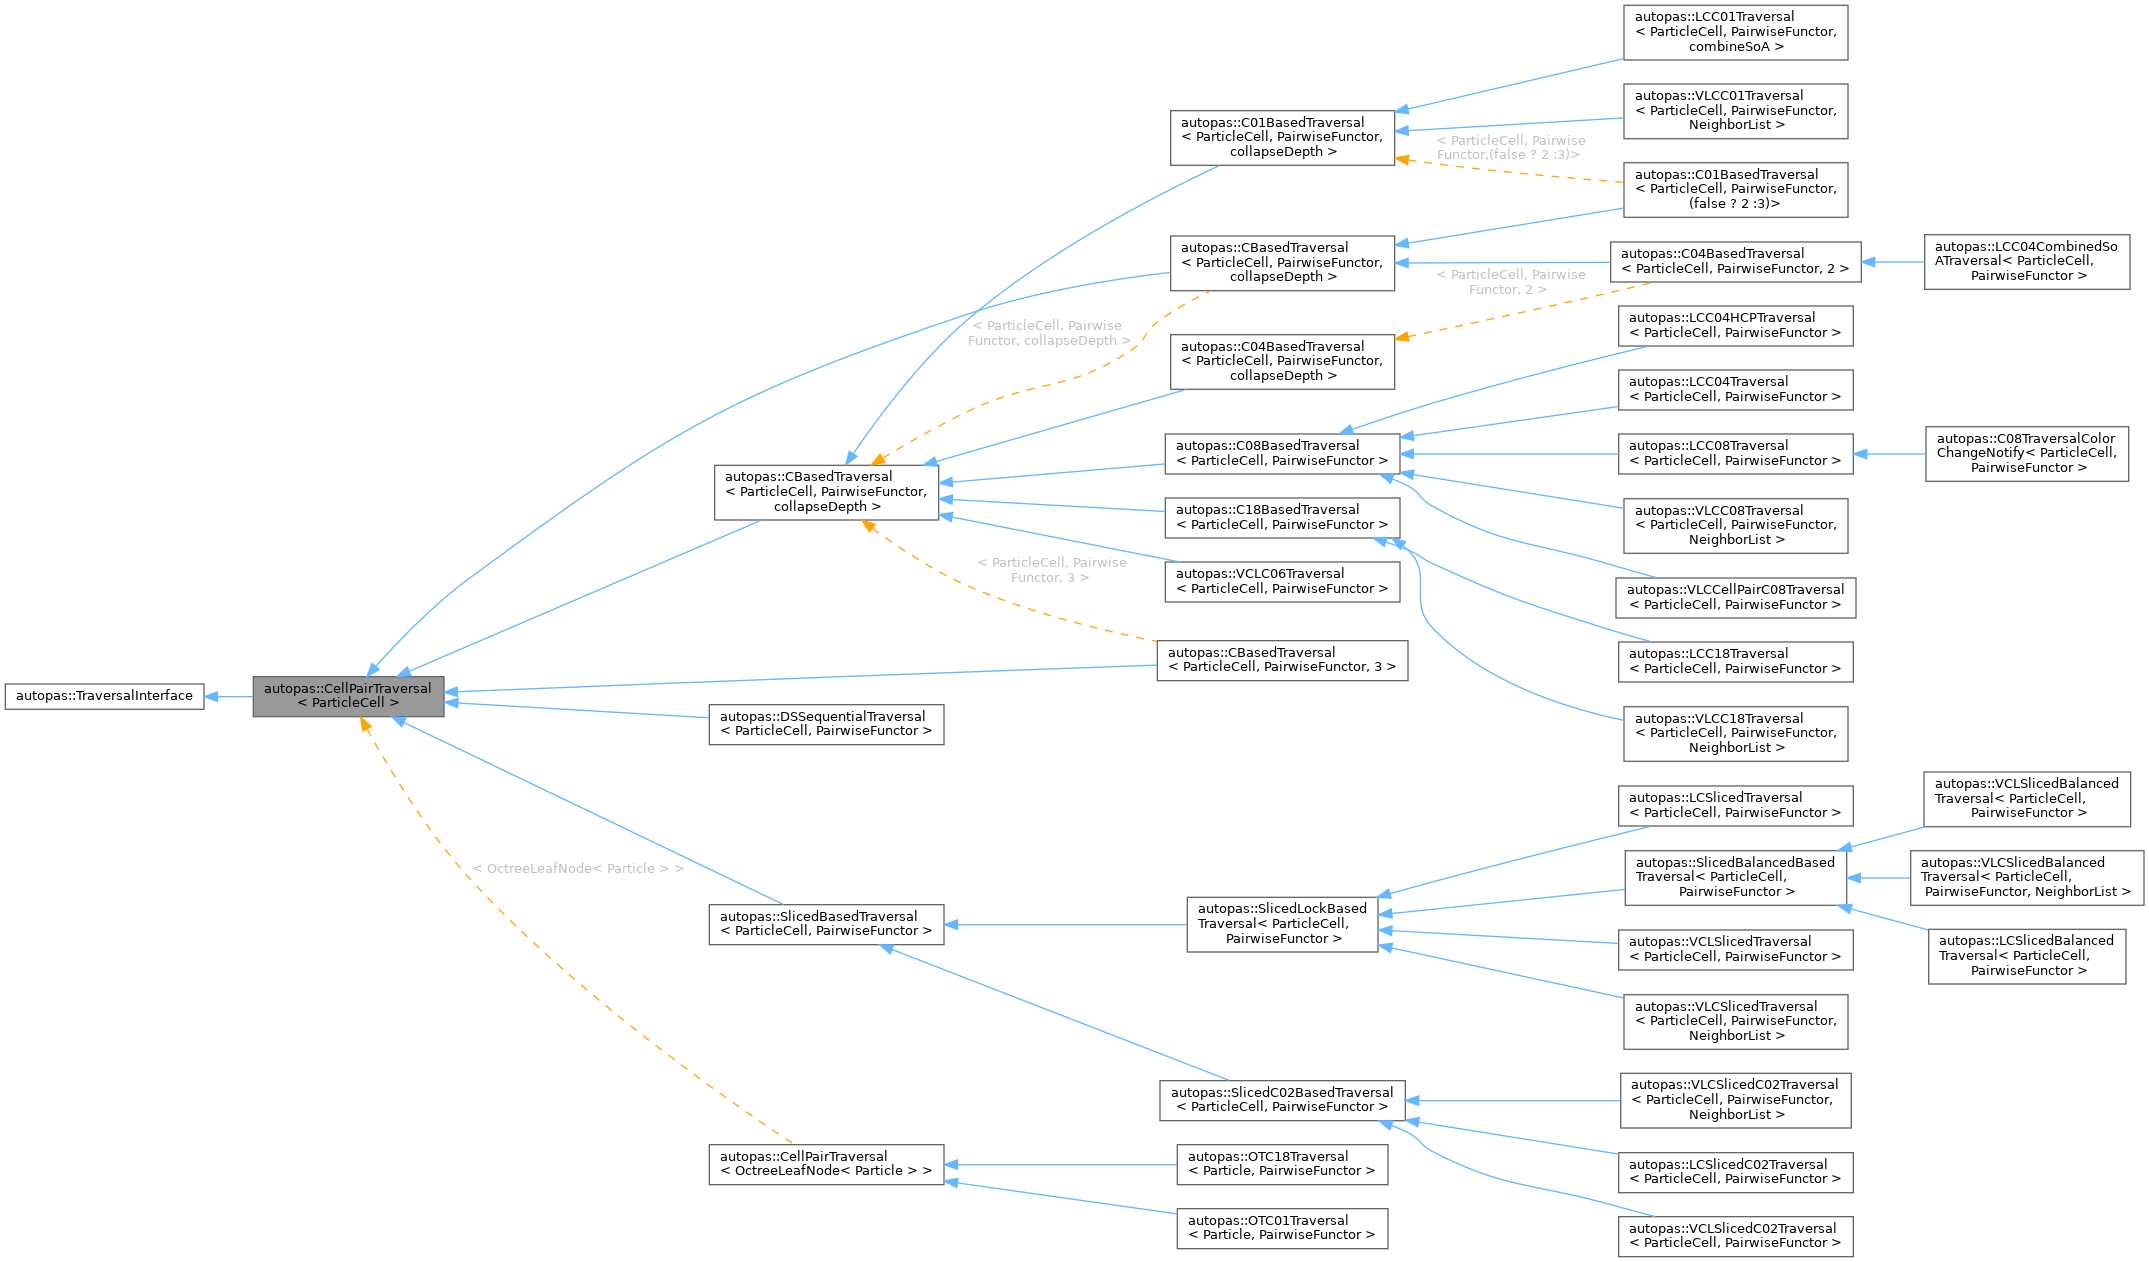 autopas::TraversalInterface
autopas::CellPairTraversal
< ParticleCell >
autopas::CBasedTraversal
< ParticleCell, PairwiseFunctor,
collapseDepth >
autopas::DSSequentialTraversal
< ParticleCell, PairwiseFunctor >
autopas::SlicedBasedTraversal
< ParticleCell, PairwiseFunctor >
autopas::CellPairTraversal
< OctreeLeafNode< Particle > >
< OctreeLeafNode< Particle > >
< ParticleCell, Pairwise
Functor, collapseDepth >
< ParticleCell, Pairwise
Functor, 3 >
autopas::C01BasedTraversal
< ParticleCell, PairwiseFunctor,
collapseDepth >
autopas::CBasedTraversal
< ParticleCell, PairwiseFunctor,
collapseDepth >
autopas::C04BasedTraversal
< ParticleCell, PairwiseFunctor,
collapseDepth >
autopas::C08BasedTraversal
< ParticleCell, PairwiseFunctor >
autopas::C18BasedTraversal
< ParticleCell, PairwiseFunctor >
autopas::VCLC06Traversal
< ParticleCell, PairwiseFunctor >
autopas::CBasedTraversal
< ParticleCell, PairwiseFunctor, 3 >
autopas::SlicedLockBased
Traversal< ParticleCell,
PairwiseFunctor >
autopas::SlicedC02BasedTraversal
< ParticleCell, PairwiseFunctor >
autopas::OTC18Traversal
< Particle, PairwiseFunctor >
autopas::OTC01Traversal
< Particle, PairwiseFunctor >
< ParticleCell, Pairwise
Functor,(false ? 2 :3)>
< ParticleCell, Pairwise
Functor, 2 >
autopas::LCC01Traversal
< ParticleCell, PairwiseFunctor,
combineSoA >
autopas::VLCC01Traversal
< ParticleCell, PairwiseFunctor,
NeighborList >
autopas::C01BasedTraversal
< ParticleCell, PairwiseFunctor,
(false ? 2 :3)>
autopas::C04BasedTraversal
< ParticleCell, PairwiseFunctor, 2 >
autopas::LCC04HCPTraversal
< ParticleCell, PairwiseFunctor >
autopas::LCC04Traversal
< ParticleCell, PairwiseFunctor >
autopas::LCC08Traversal
< ParticleCell, PairwiseFunctor >
autopas::VLCC08Traversal
< ParticleCell, PairwiseFunctor,
NeighborList >
autopas::VLCCellPairC08Traversal
< ParticleCell, PairwiseFunctor >
autopas::LCC18Traversal
< ParticleCell, PairwiseFunctor >
autopas::VLCC18Traversal
< ParticleCell, PairwiseFunctor,
NeighborList >
autopas::LCSlicedTraversal
< ParticleCell, PairwiseFunctor >
autopas::SlicedBalancedBased
Traversal< ParticleCell,
PairwiseFunctor >
autopas::VCLSlicedTraversal
< ParticleCell, PairwiseFunctor >
autopas::VLCSlicedTraversal
< ParticleCell, PairwiseFunctor,
NeighborList >
autopas::VLCSlicedC02Traversal
< ParticleCell, PairwiseFunctor,
NeighborList >
autopas::LCSlicedC02Traversal
< ParticleCell, PairwiseFunctor >
autopas::VCLSlicedC02Traversal
< ParticleCell, PairwiseFunctor >
autopas::LCC04CombinedSo
ATraversal< ParticleCell,
PairwiseFunctor >
autopas::C08TraversalColor
ChangeNotify< ParticleCell,
PairwiseFunctor >
autopas::VCLSlicedBalanced
Traversal< ParticleCell,
PairwiseFunctor >
autopas::VLCSlicedBalanced
Traversal< ParticleCell,
PairwiseFunctor, NeighborList >
autopas::LCSlicedBalanced
Traversal< ParticleCell,
PairwiseFunctor >